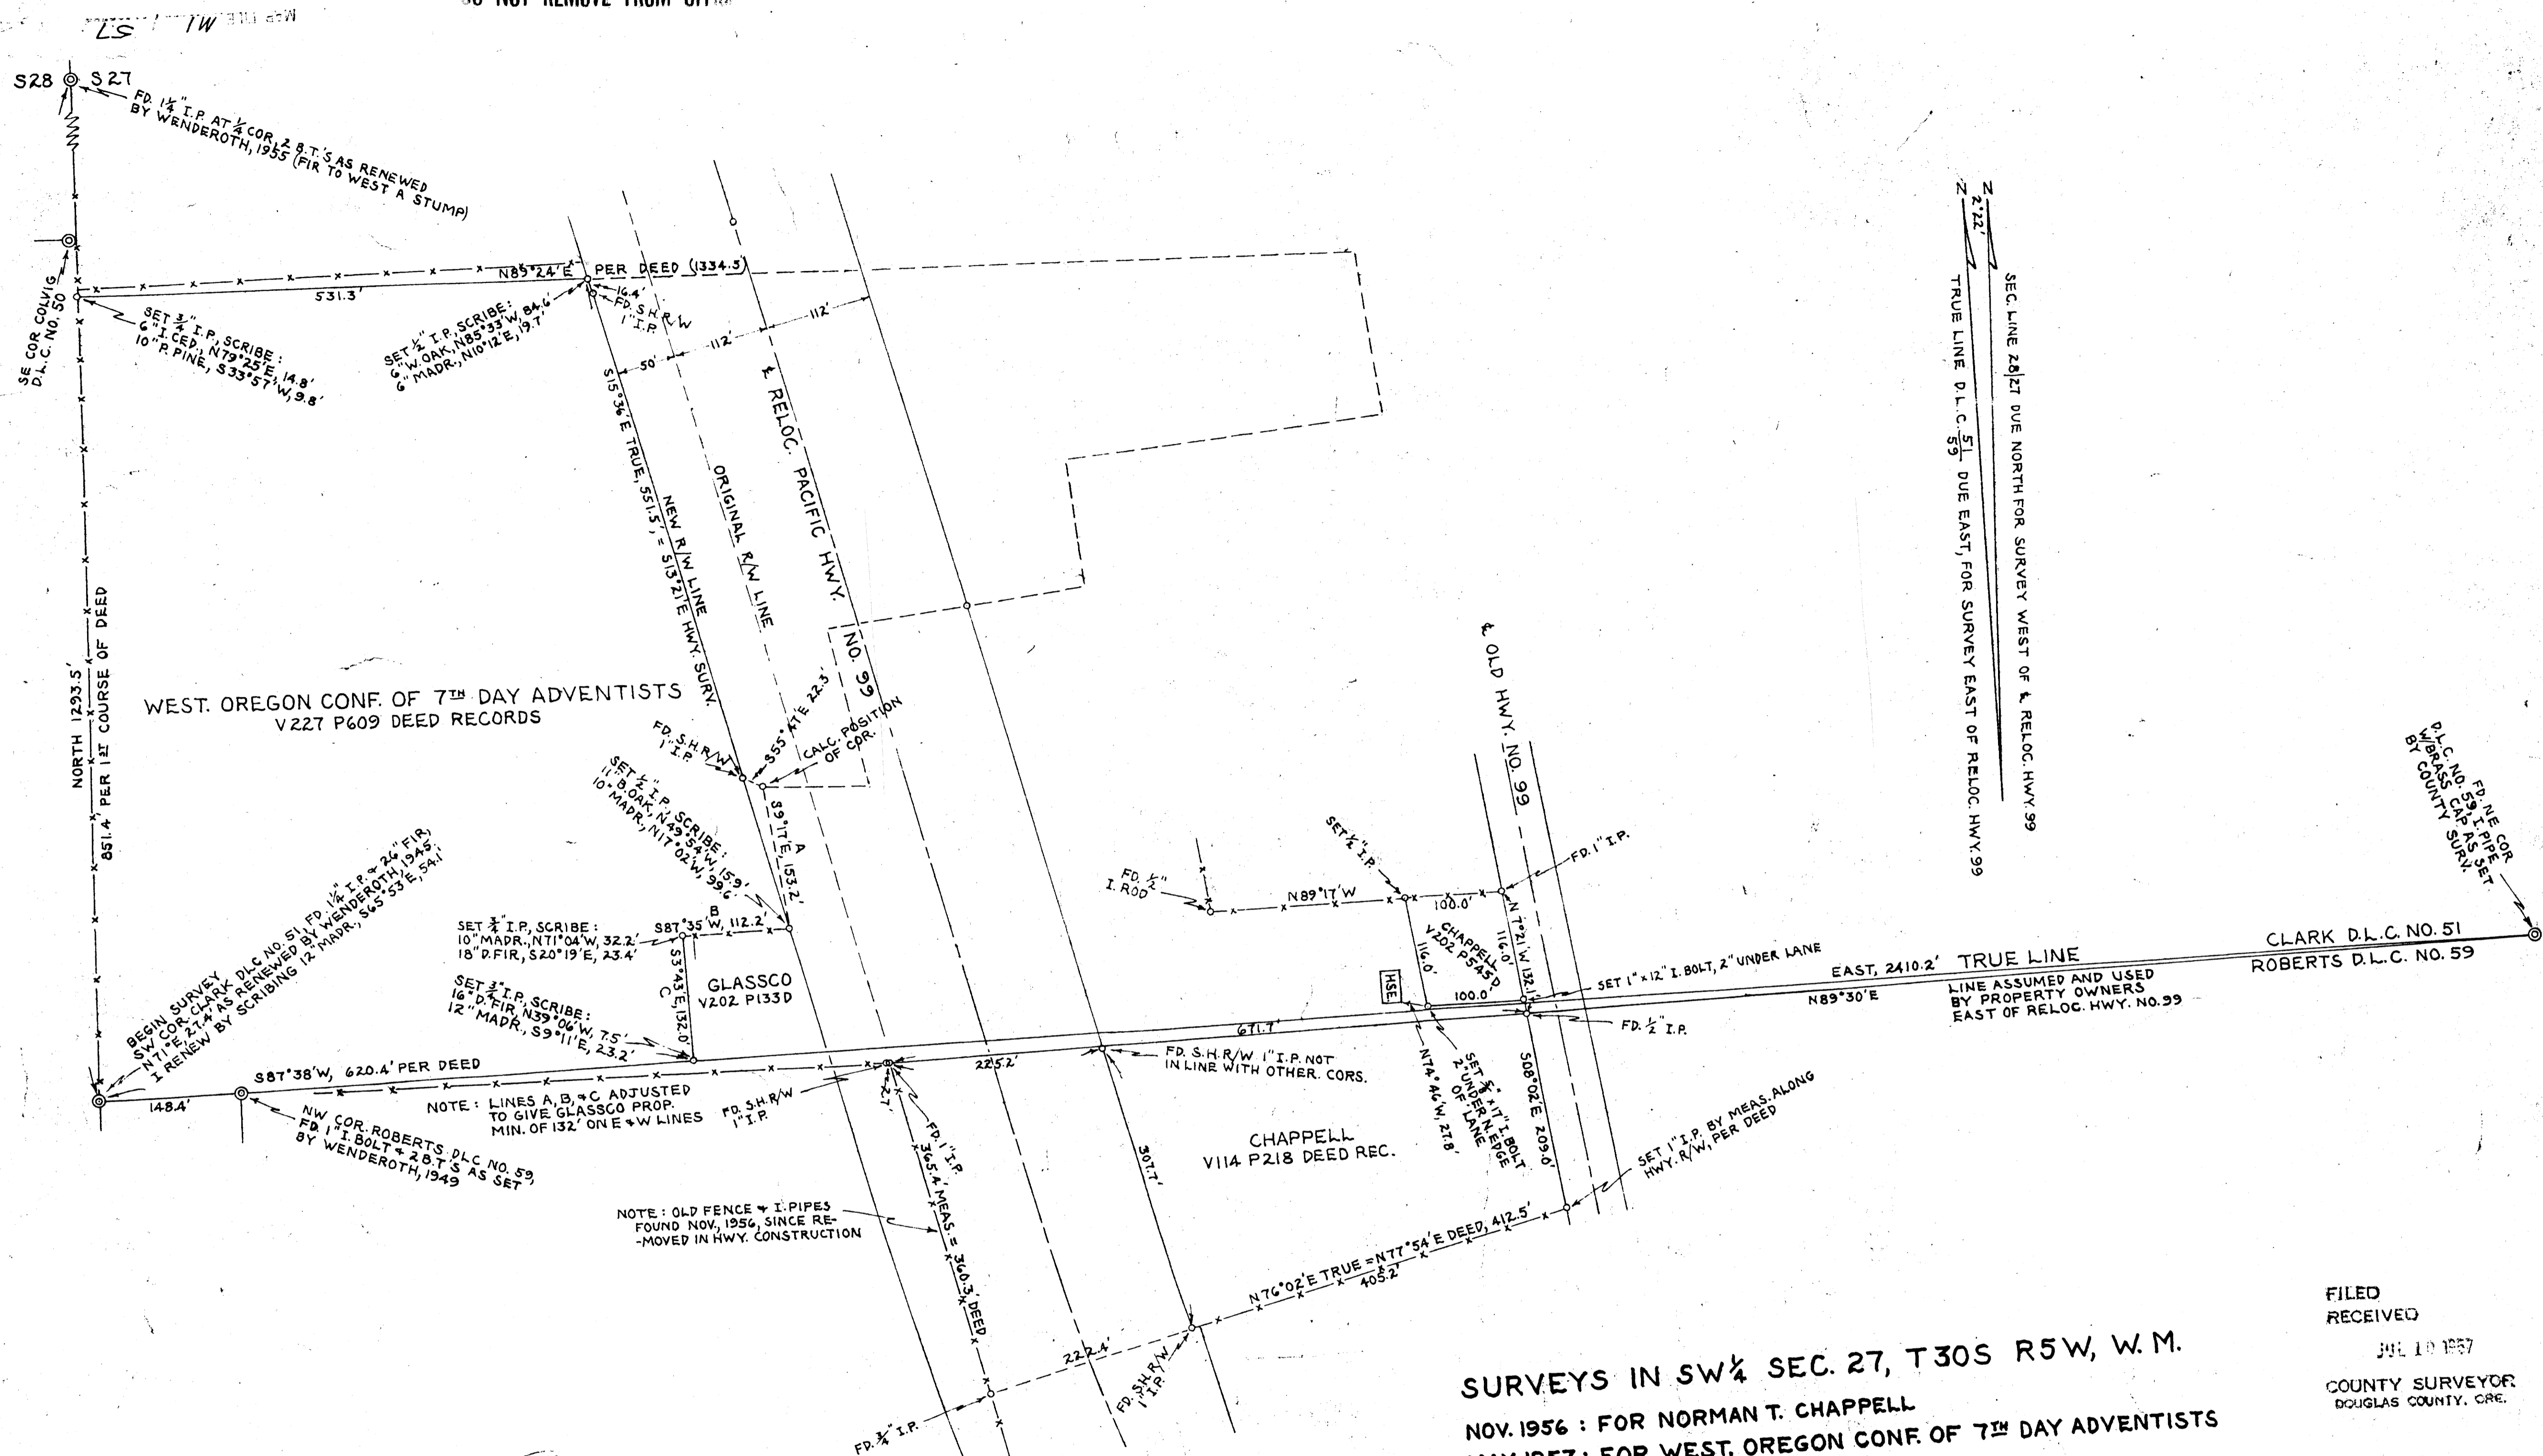 DO NOT REMOVE FROM
MAP FILE M1 57
S28
S27
FD. 1¼" I.P. AT ¼ COR, 2 B.T.'S AS RENEWED
BY WENDEROTH, 1955 (FIR TO WEST A STUMP)
SE COR COLVIG
D.L.C. NO. 50
N89°24'E PER DEED (1334.5')
531.3'
SET ¾" I.P., SCRIBE:
6" I.CED., N79°25'E, 14.8'
10" P. PINE, S33°57'W, 9.8'
SET ½" I.P., SCRIBE:
6" W.OAK, N85°33'W, 84.6'
6" MADR., N10°12'E, 19.7'
16.4'
FD. S.H.R/W
1" I.P.
50'
112'
112'
S15°36'E TRUE, 551.5', = S13°21'E HWY. SURV.
NEW R/W LINE
ORIGINAL R/W LINE
℄ RELOC. PACIFIC HWY. NO. 99
N
N
2°22'
TRUE LINE D.L.C. 51/59 DUE EAST, FOR SURVEY EAST OF RELOC. HWY.99
SEC. LINE 28|27 DUE NORTH FOR SURVEY WEST OF ℄ RELOC. HWY.99
NORTH 1293.5'
851.4' PER 1ST COURSE OF DEED
WEST. OREGON CONF. OF 7TH DAY ADVENTISTS
V227 P609 DEED RECORDS
FD. S.H.R/W
1" I.P.
S55°47'E 22.3'
CALC. POSITION
OF COR.
SET ½" I.P., SCRIBE:
11" B.OAK, N49°54'W, 15.9'
10" MADR., N17°02'W, 99.6'
A
S9°17'E, 153.2'
℄ OLD HWY. NO. 99
BEGIN SURVEY
SW COR. CLARK DLC NO. 51, FD. 1¼" I.P. & 26" FIR,
N71°E, 27.4' AS RENEWED BY WENDEROTH, 1945.
I RENEW BY SCRIBING 12" MADR., S65°53'E, 54.1'
SET ¾" I.P., SCRIBE:
10" MADR., N71°04'W, 32.2'
18" D.FIR, S20°19'E, 23.4'
B
S87°35'W, 112.2'
S3°43'E, 132.0'
C
GLASSCO
V202 P133D
SET ¾" I.P., SCRIBE:
16" D.FIR, N39°06'W, 7.5'
12" MADR., S9°11'E, 23.2'
FD. ½"
I. ROD
N89°17'W
SET ½" I.P.
100.0'
FD. 1" I.P.
CHAPPELL
V202 P545D
116.0'
N 7°21'W 132.1'
116.0'
100.0'
HSE.
SET 1"x12" I. BOLT, 2" UNDER LANE
EAST, 2410.2' TRUE LINE
N89°30'E
LINE ASSUMED AND USED
BY PROPERTY OWNERS
EAST OF RELOC. HWY. NO.99
CLARK D.L.C. NO. 51
ROBERTS D.L.C. NO. 59
FD. NE COR
D.L.C. NO. 59, I. PIPE
W/BRASS CAP AS SET
BY COUNTY SURV.
S87°38'W, 620.4' PER DEED
148.4'
NW COR. ROBERTS DLC NO. 59,
FD. 1" I. BOLT & 2 B.T.'S AS SET
BY WENDEROTH, 1949
NOTE: LINES A, B, & C ADJUSTED
TO GIVE GLASSCO PROP.
MIN. OF 132' ON E & W LINES
FD. S.H.R/W
1" I.P.
2.7'
FD. 1" I.P.
225.2'
671.7'
FD. S.H.R/W 1" I.P. NOT
IN LINE WITH OTHER. CORS.
FD. ½" I.P.
N74°46'W, 27.8'
SET ⅝"x17" I. BOLT
2" UNDER N. EDGE
OF LANE
S08°02'E 209.0'
307.7'
CHAPPELL
V114 P218 DEED REC.
SET 1" I.P. BY MEAS. ALONG
HWY. R/W, PER DEED
NOTE: OLD FENCE & I. PIPES
FOUND NOV., 1956, SINCE RE-
-MOVED IN HWY. CONSTRUCTION
365.4' MEAS. = 360.3' DEED
N76°02'E TRUE = N77°54'E DEED, 412.5'
405.2'
222.4'
FD. S.H.R/W
1" I.P.
FD. ¾" I.P.
SURVEYS IN SW¼ SEC. 27, T30S R5W, W.M.
NOV. 1956 : FOR NORMAN T. CHAPPELL
MAY 1957 : FOR WEST. OREGON CONF. OF 7TH DAY ADVENTISTS
FILED
RECEIVED
JUL 10 1957
COUNTY SURVEYOR
DOUGLAS COUNTY, ORE.